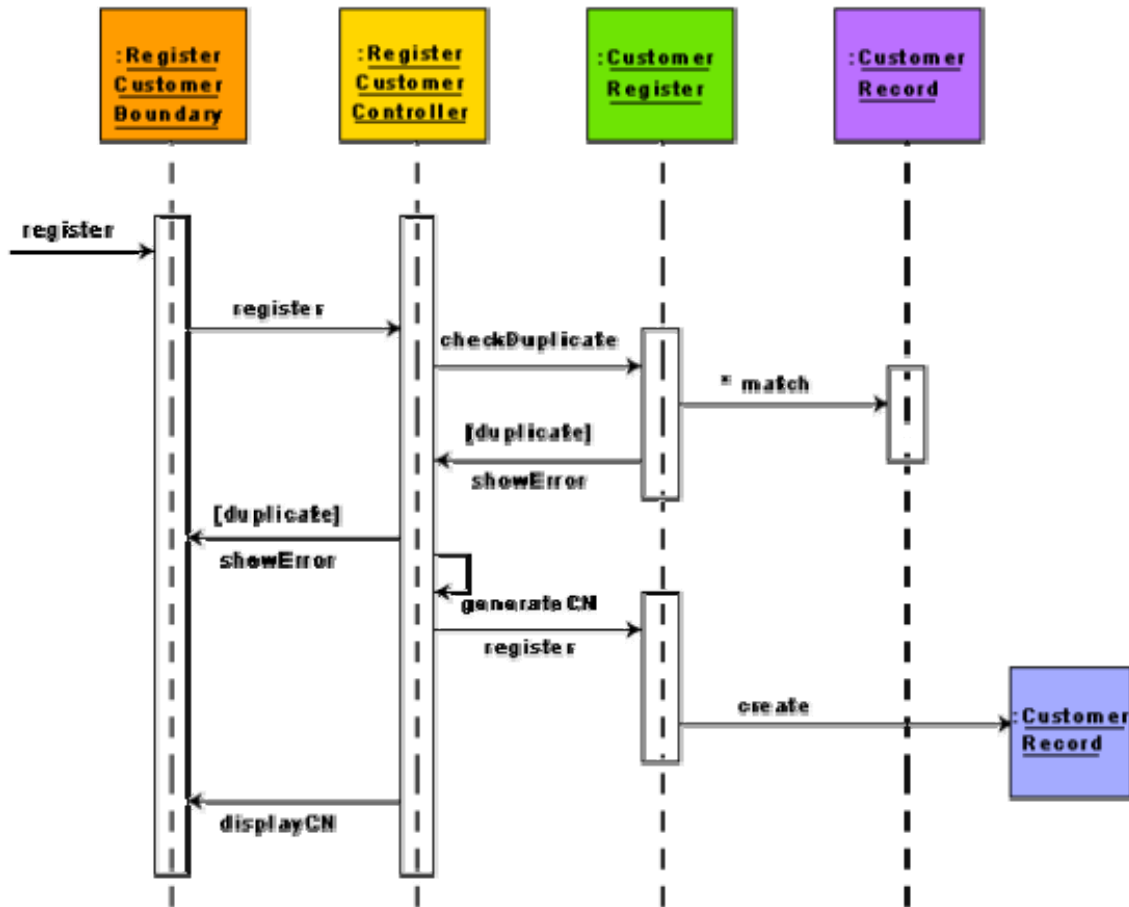 :Register
Customer
Boundary
:Register
Customer
Controller
:Customer
Register
:Customer
Record
register
register
checkDuplicate
* match
[duplicate]
showError
[duplicate]
showError
generateCN
register
create
:Customer
Record
displayCN